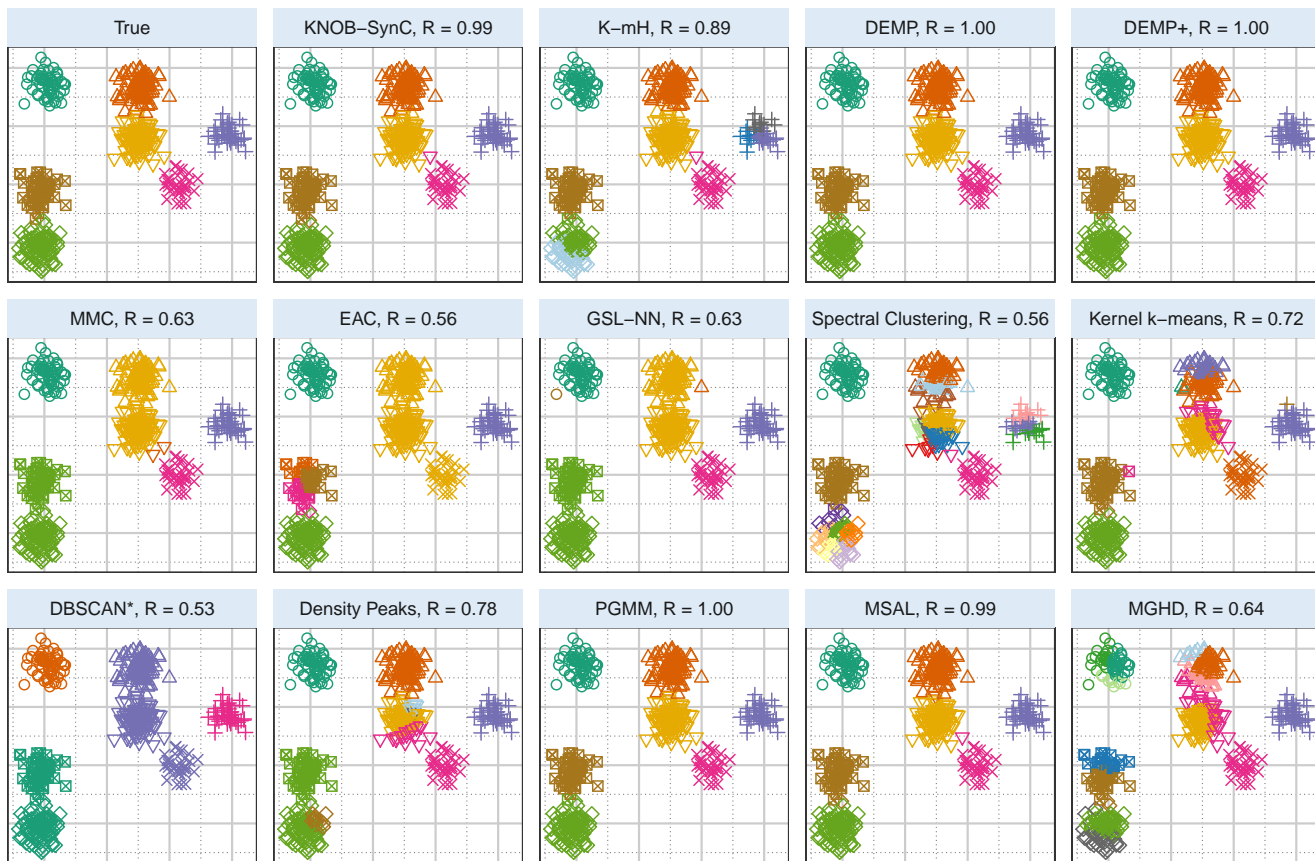 True
KNOB−SynC, R = 0.99
K−mH, R = 0.89
DEMP, R = 1.00
DEMP+, R = 1.00
MMC, R = 0.63
EAC, R = 0.56
GSL−NN, R = 0.63
Spectral Clustering, R = 0.56
Kernel k−means, R = 0.72
DBSCAN*, R = 0.53
Density Peaks, R = 0.78
PGMM, R = 1.00
MSAL, R = 0.99
MGHD, R = 0.64